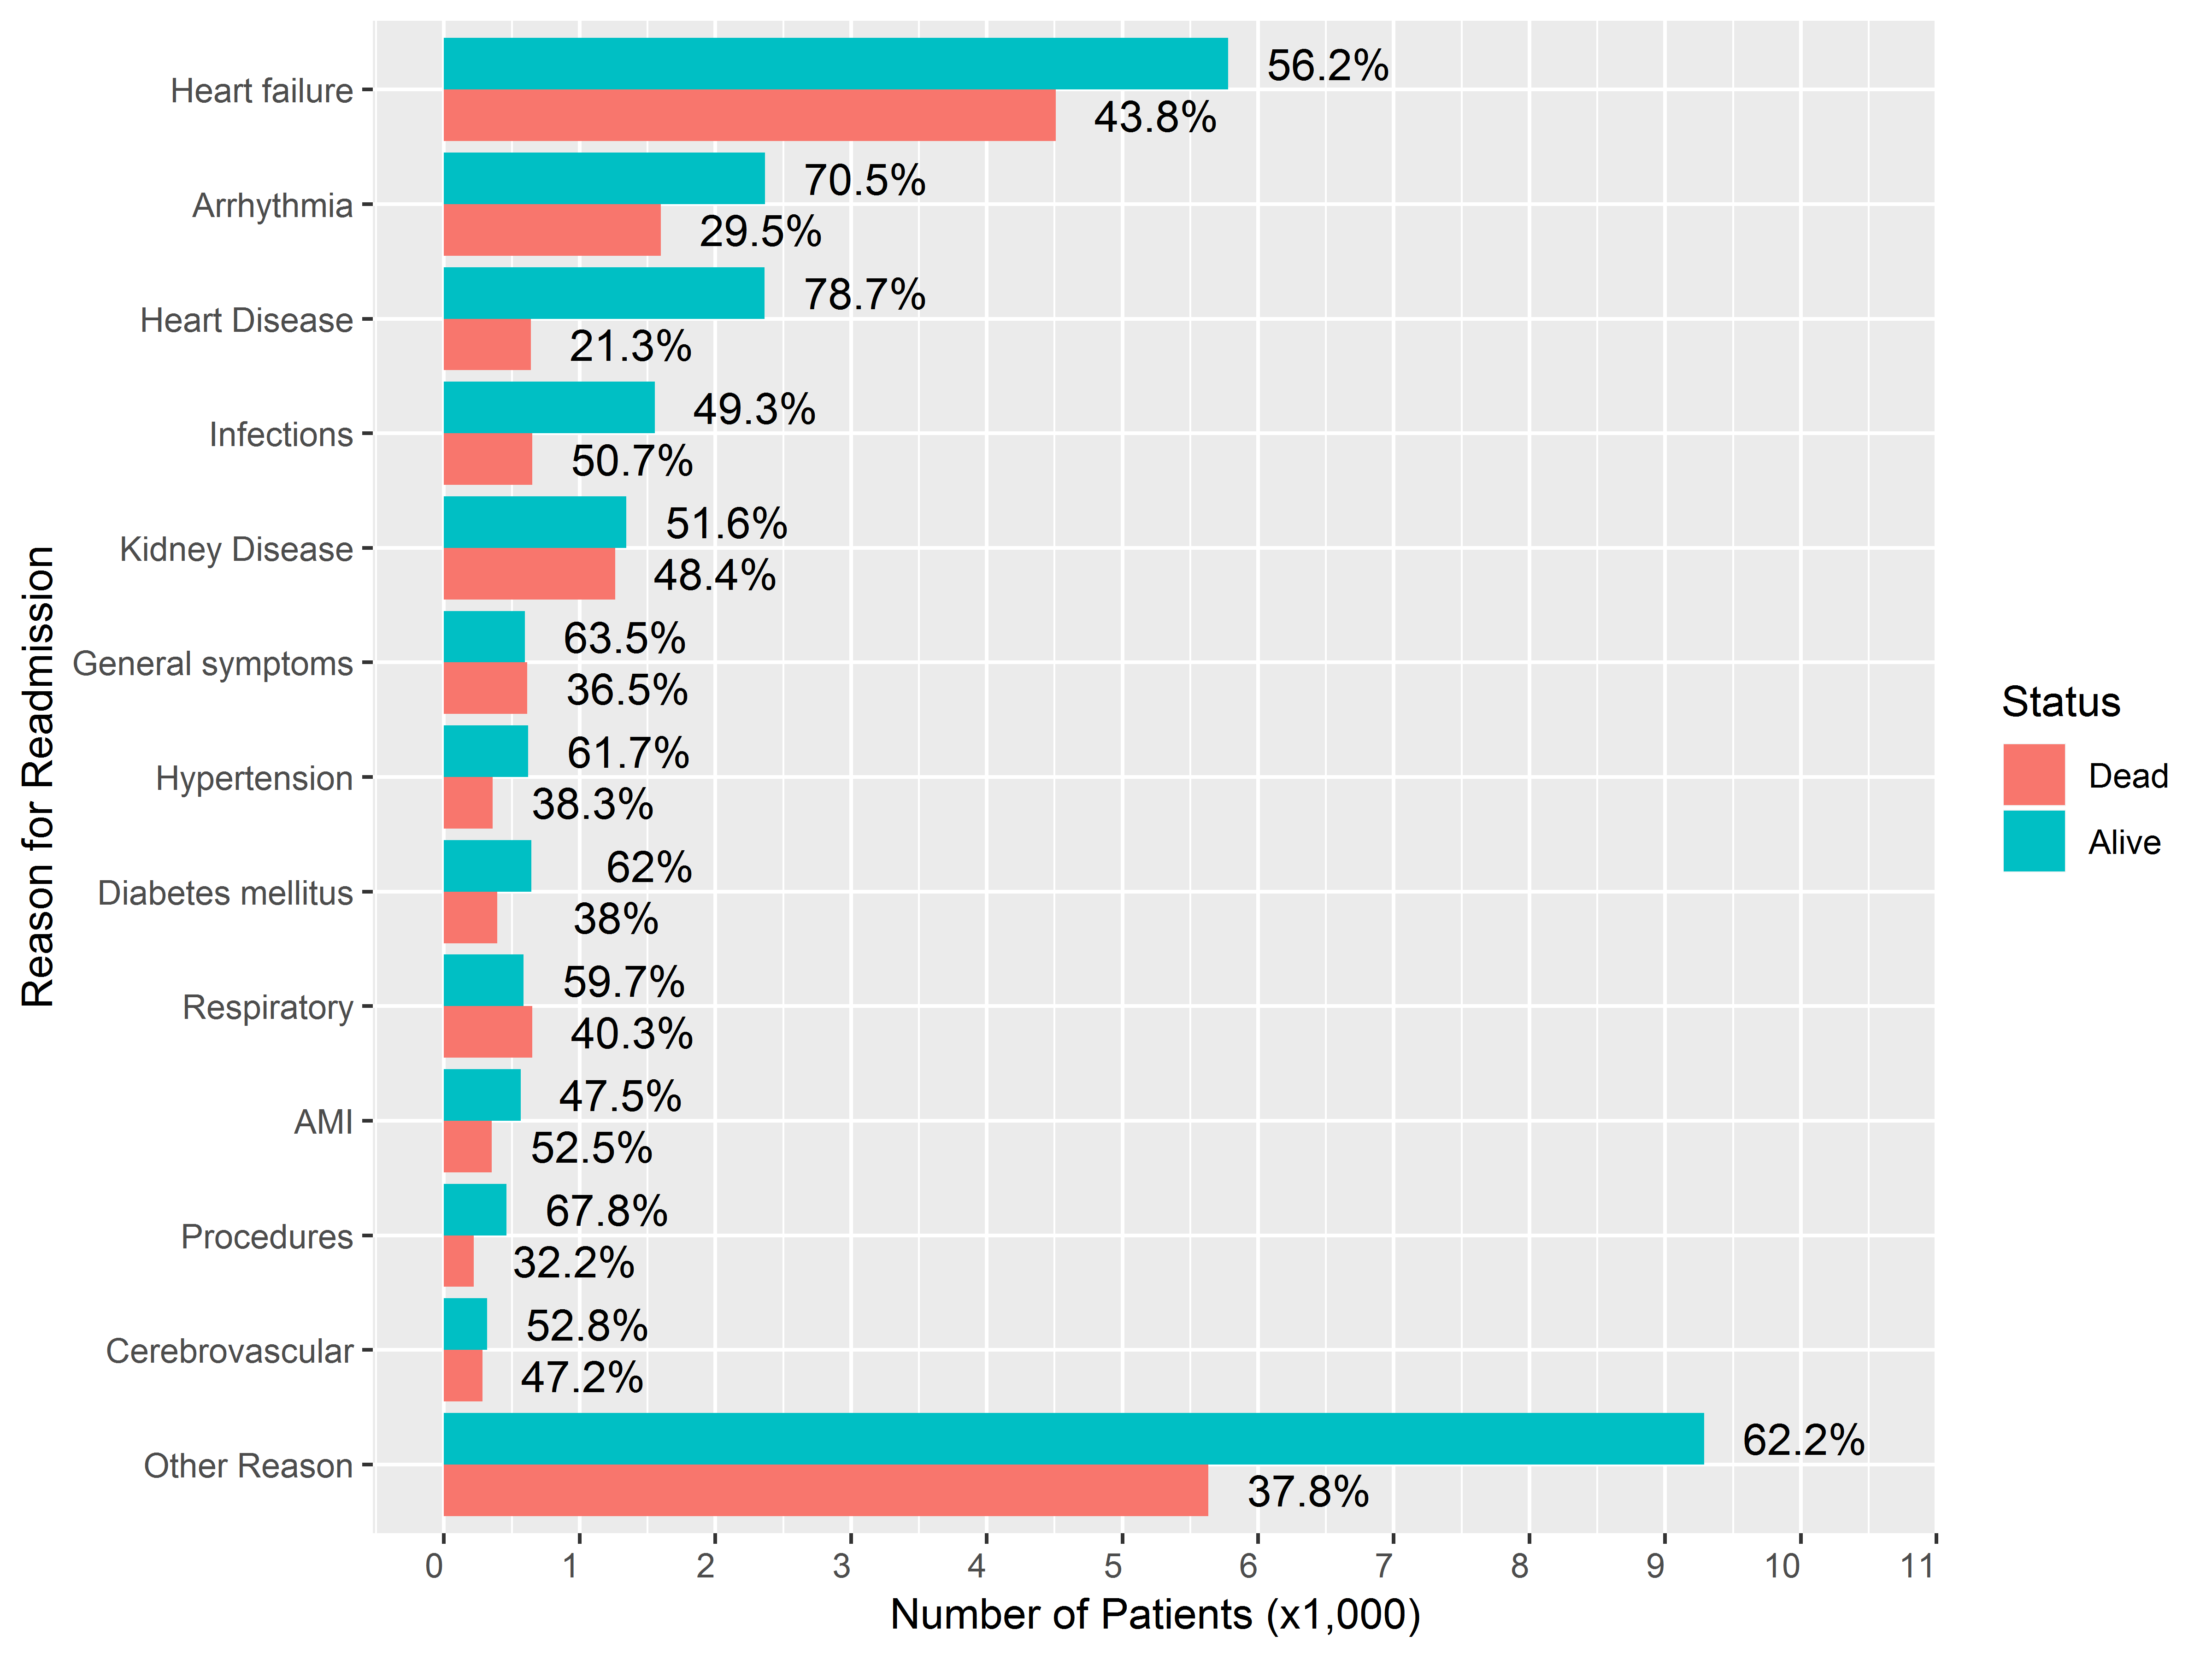 Reason for Readmission
Heart failure
56.2%
43.8%
Arrhythmia
70.5%
29.5%
Heart Disease
78.7%
21.3%
Infections
49.3%
50.7%
Kidney Disease
51.6%
48.4%
General symptoms
63.5%
36.5%
Hypertension
61.7%
38.3%
Diabetes mellitus
62%
38%
Respiratory
59.7%
40.3%
AMI
47.5%
52.5%
Procedures
67.8%
32.2%
Cerebrovascular
52.8%
47.2%
Other Reason
62.2%
37.8%
0 1 2 3 4 5 6 7 8 9 10 11
Number of Patients (x1,000)
Status
Dead
Alive